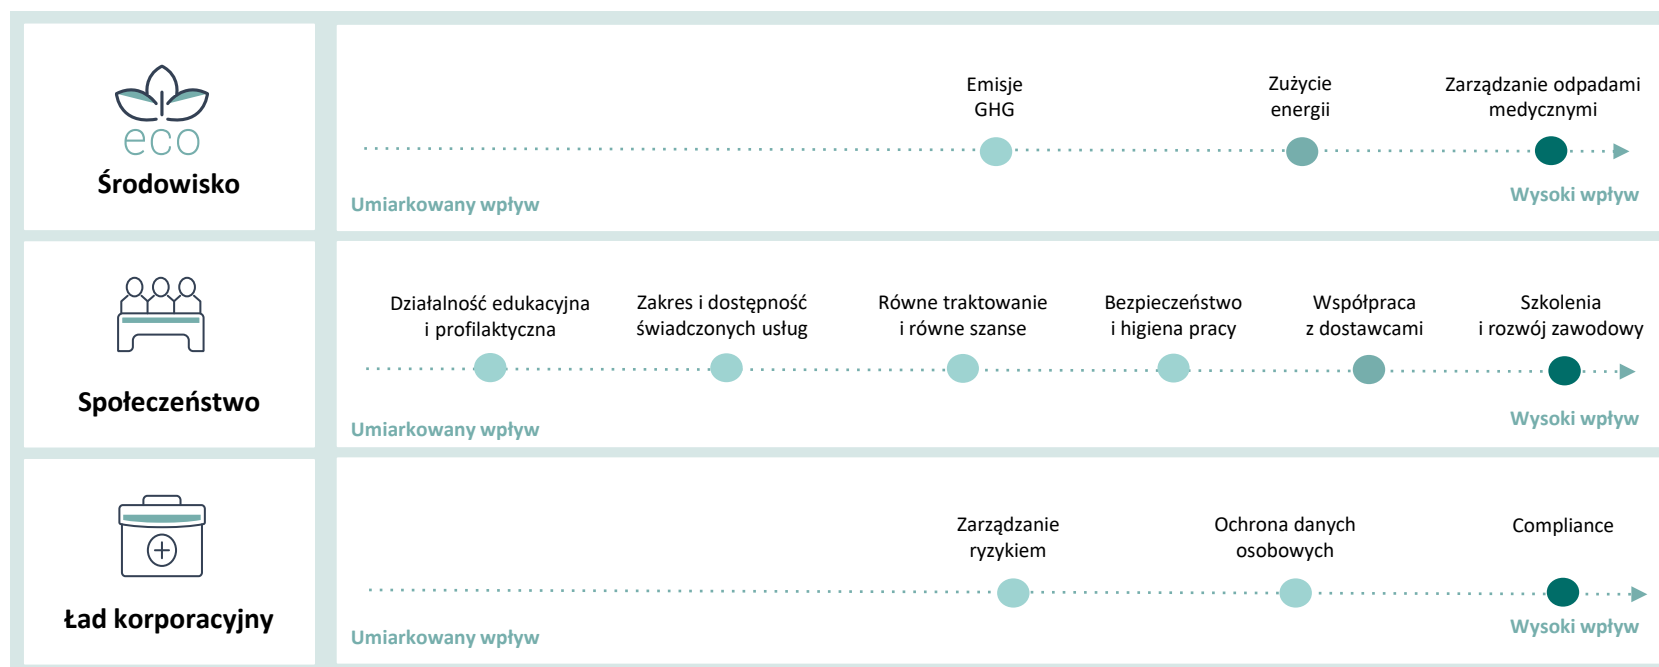 eco
Środowisko
Emisje
GHG
Zużycie
energii
Zarządzanie odpadami
medycznymi
Umiarkowany wpływ
Wysoki wpływ
Społeczeństwo
Działalność edukacyjna
i profilaktyczna
Zakres i dostępność
świadczonych usług
Równe traktowanie
i równe szanse
Bezpieczeństwo
i higiena pracy
Współpraca
z dostawcami
Szkolenia
i rozwój zawodowy
Umiarkowany wpływ
Wysoki wpływ
Ład korporacyjny
Zarządzanie
ryzykiem
Ochrona danych
osobowych
Compliance
Umiarkowany wpływ
Wysoki wpływ